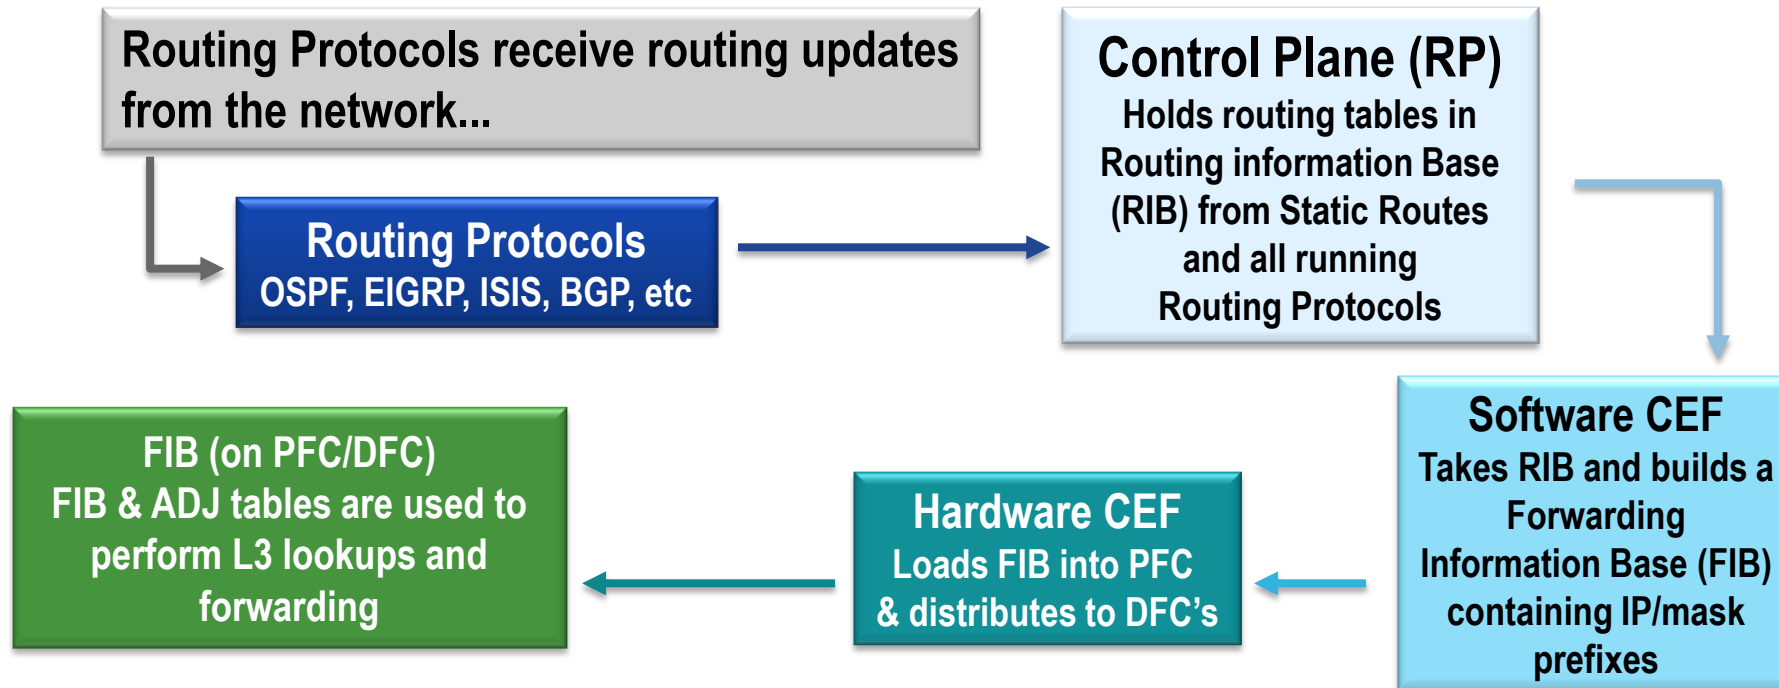 Routing Protocols receive routing updates
from the network...
Control Plane (RP)
Holds routing tables in
Routing information Base
(RIB) from Static Routes
and all running
Routing Protocols
Routing Protocols
OSPF, EIGRP, ISIS, BGP, etc
Software CEF
Takes RIB and builds a
Forwarding
Information Base (FIB)
containing IP/mask
prefixes
Hardware CEF
Loads FIB into PFC
& distributes to DFC’s
FIB (on PFC/DFC)
FIB & ADJ tables are used to
perform L3 lookups and
forwarding